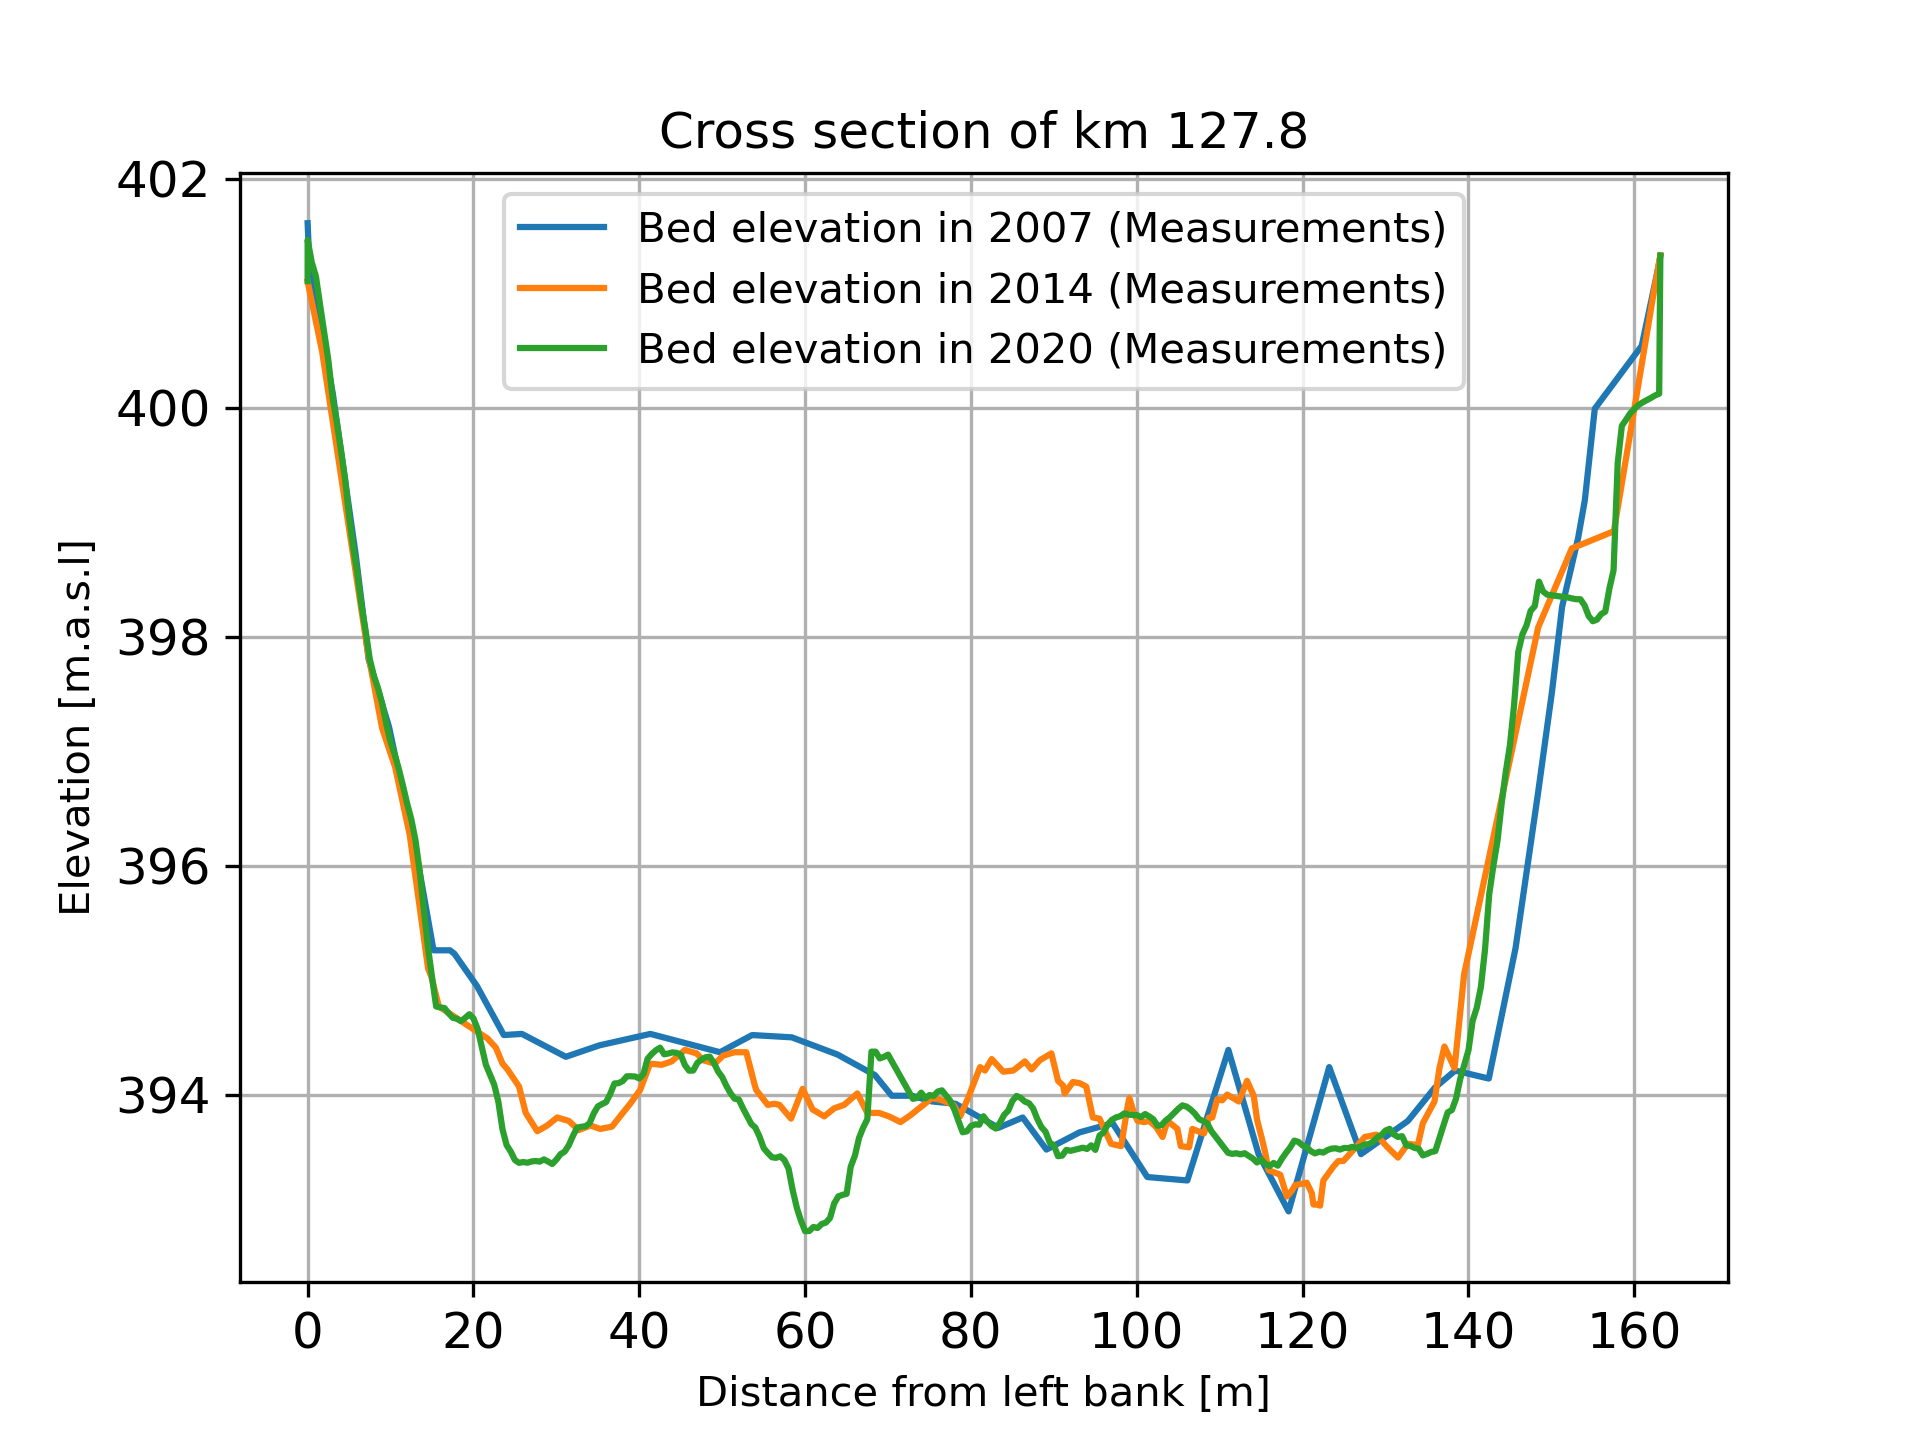 Cross section of km 127.8
Bed elevation in 2007 (Measurements)
Bed elevation in 2014 (Measurements)
Bed elevation in 2020 (Measurements)
402
400
398
396
394
Elevation [m.a.s.l]
0 20 40 60 80 100 120 140 160
Distance from left bank [m]